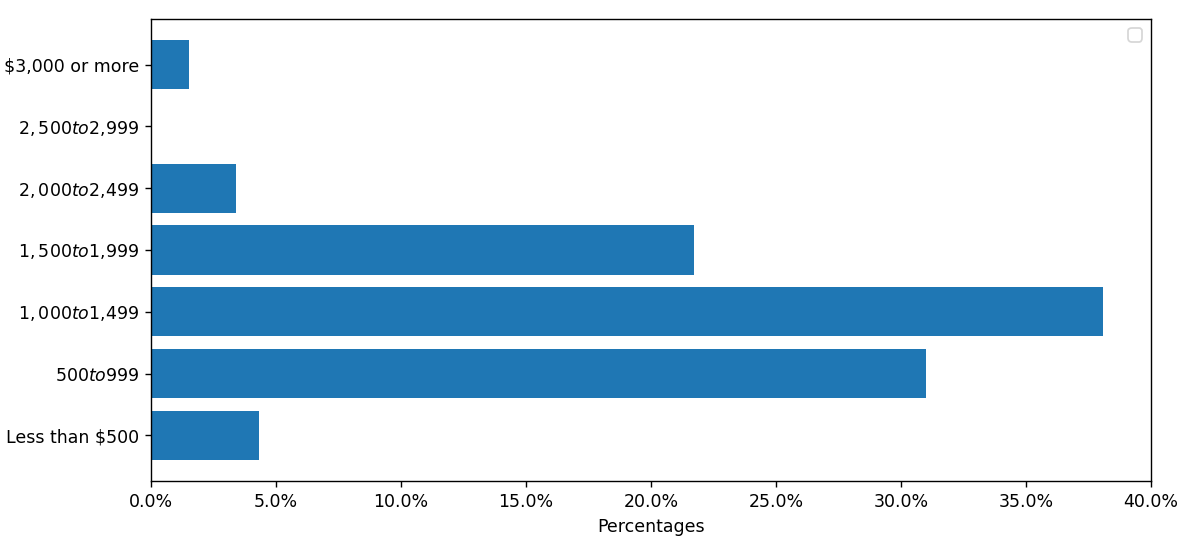 $3,000 or more
2,500to2,999
2,000to2,499
1,500to1,999
1,000to1,499
500to999
Less than $500
0.0% 5.0% 10.0% 15.0% 20.0% 25.0% 30.0% 35.0% 40.0%
Percentages